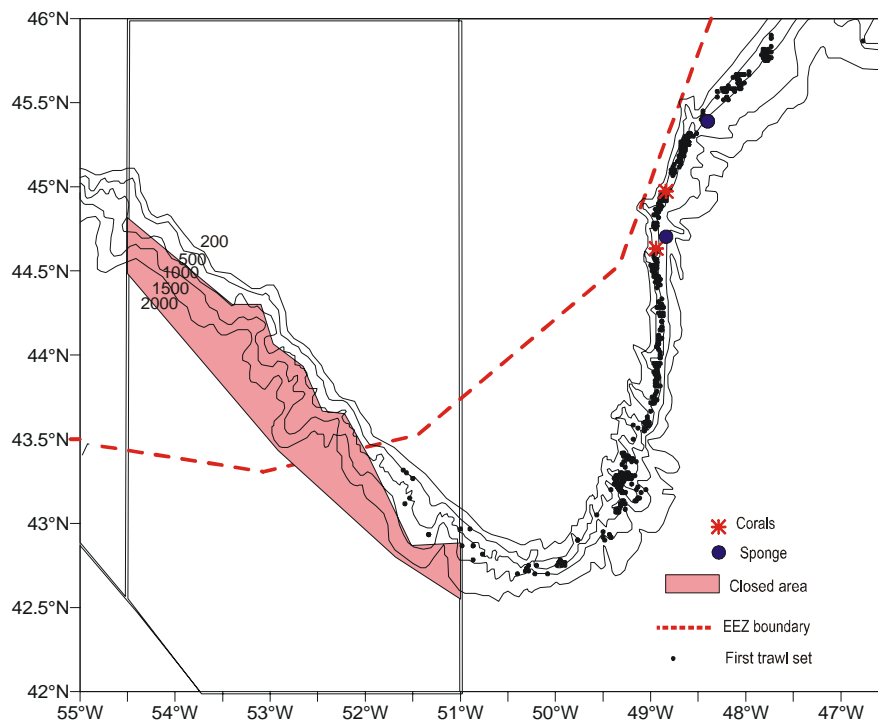 46°N
45.5°N
45°N
44.5°N
44°N
43.5°N
43°N
42.5°N
42°N
200
500
1000
1500
2000
Corals
Sponge
Closed area
EEZ boundary
First trawl set
55°W 54°W 53°W 52°W 51°W 50°W 49°W 48°W 47°W